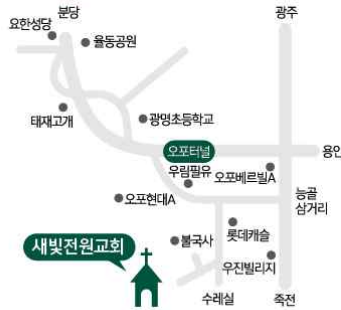 분당
광주
요한성당
율동공원
태재고개
광명초등학교
오포터널
용인
우림필유
오포베르빌A
오포현대A
능골
삼거리
불국사
롯데캐슬
새빛전원교회
우진빌리지
수레실
죽전